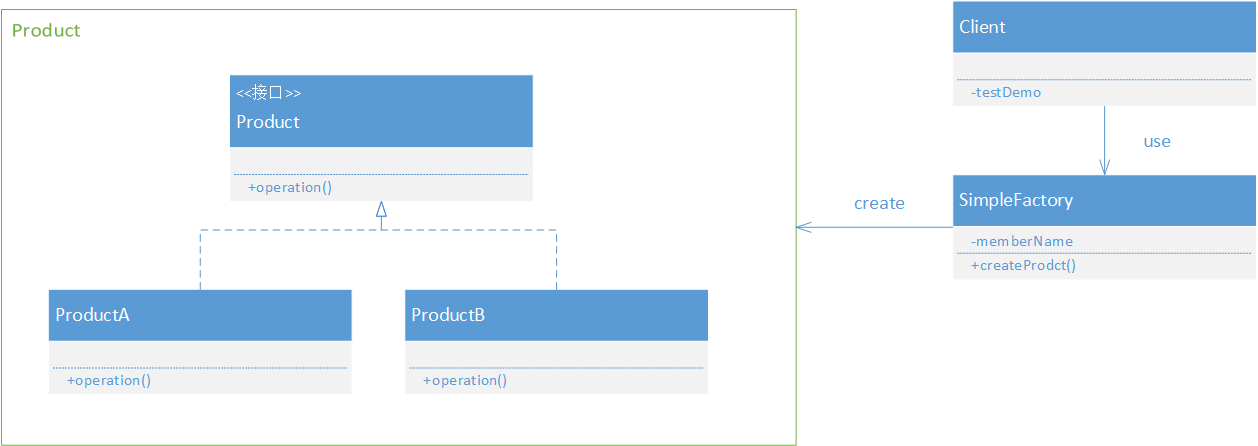 Product
<<接口>>
Product
+operation()
ProductA
+operation()
ProductB
+operation()
Client
-testDemo
use
create
SimpleFactory
-memberName
+createProdct()